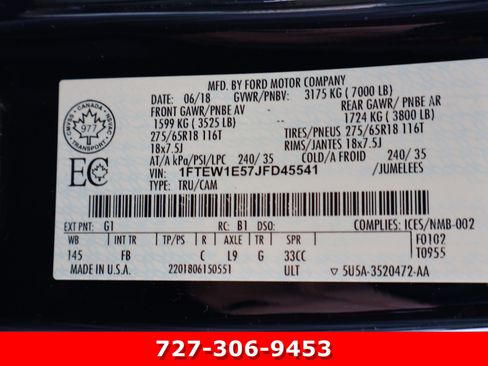 MFD. BY FORD MOTOR COMPANY
DATE: 06/18 GVWR/PNBV: 3175 KG ( 7000 LB)
FRONT GAWR/PNBE AV REAR GAWR/ PNBE AR
1599 KG ( 3525 LB) 1724 KG ( 3800 LB)
275/65R18 116T TIRES/PNEUS 275/65R18 116T
18x7.5J RIMS/JANTES 18x7.5J
AT/A kPa/PSI/LPC 240/ 35 COLD/A FROID 240/ 35
VIN: 1FTEW1E57JFD45541 /JUMELEES
TYPE: TRU/CAM
CANADA
977
EC
EXT PNT: G1 RC: B1 DSO: COMPLIES: ICES/NMB-002
WB INT TR TP/PS R AXLE TR SPR F0102
145 FB C L9 G 33CC T0955
MADE IN U.S.A. 2201806150551 ULT 5U5A-3520472-AA
727-306-9453